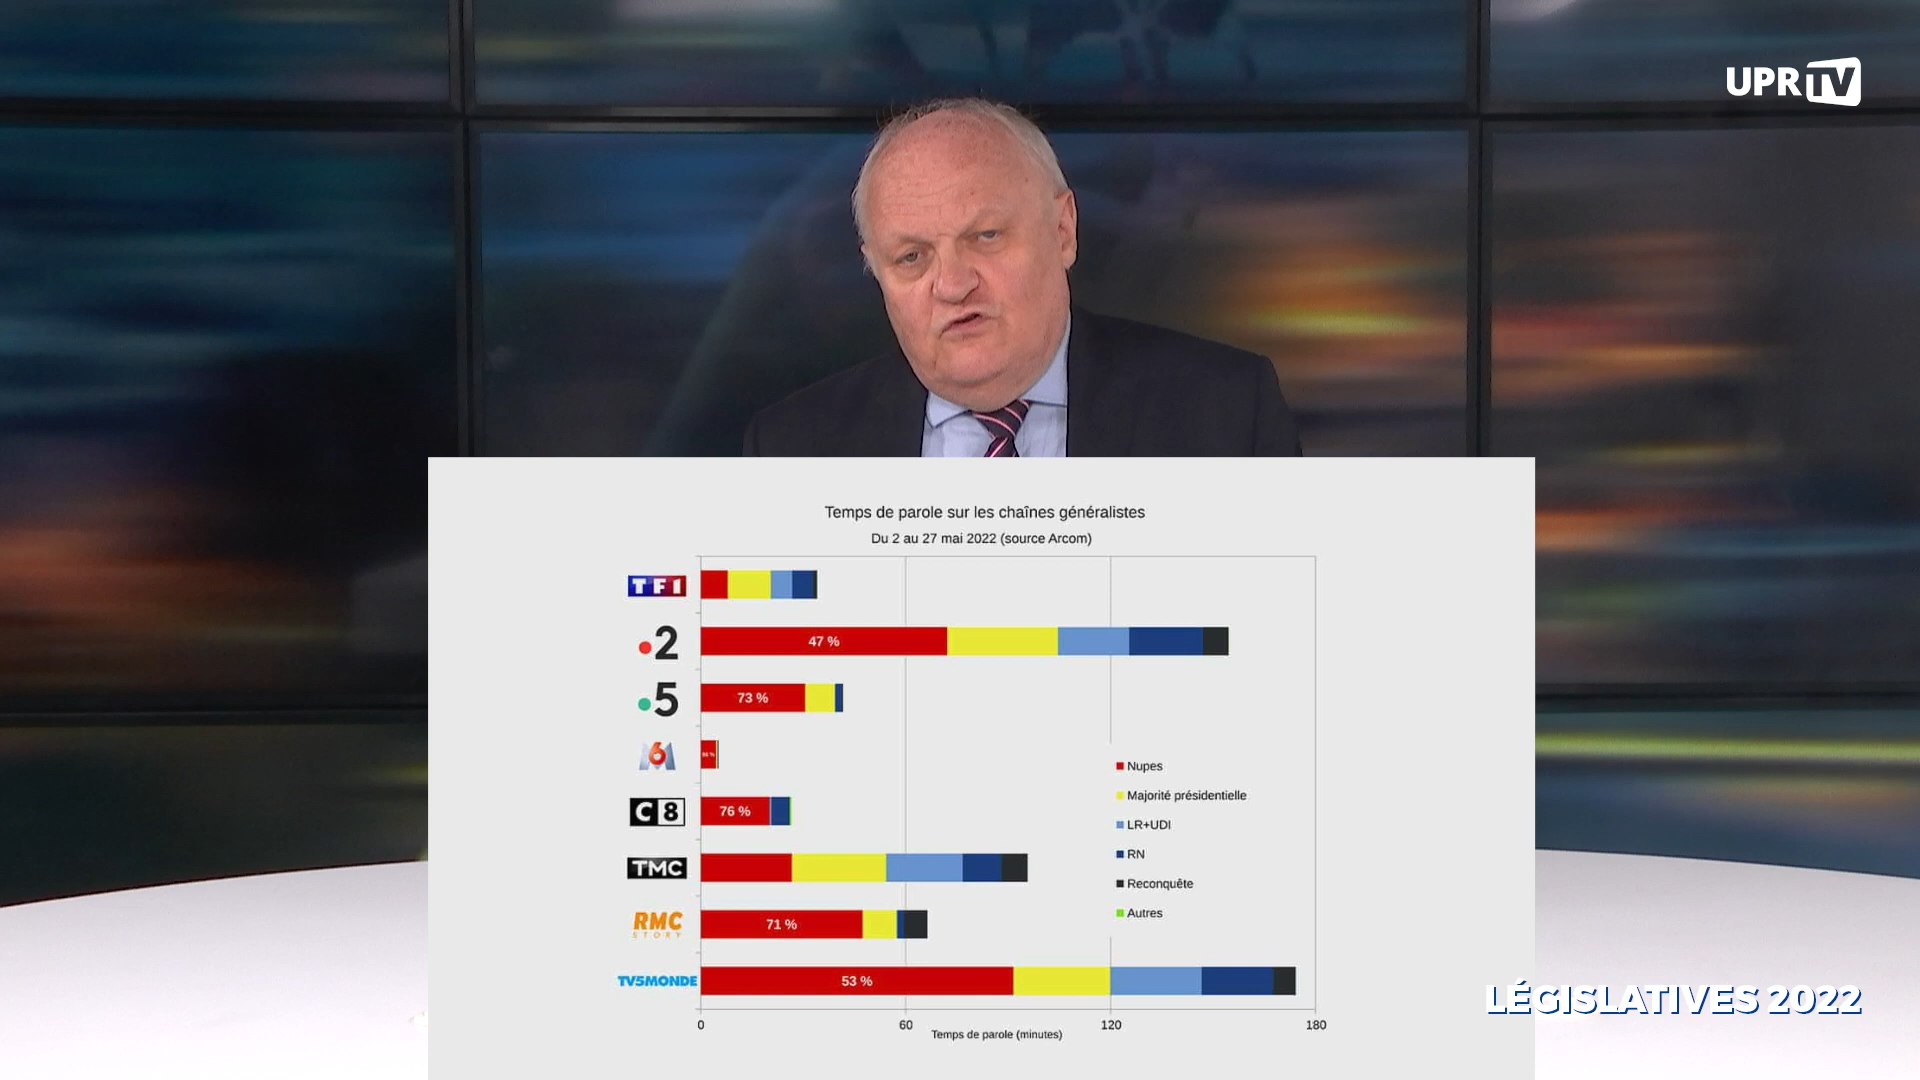 UPR TV
Temps de parole sur les chaînes généralistes
Du 2 au 27 mai 2022 (source Arcom)
TF1
2
47 %
5
73 %
M6
C8
76 %
TMC
RMC
STORY
71 %
TV5MONDE
53 %
Nupes
Majorité présidentielle
LR+UDI
RN
Reconquête
Autres
0
60
120
180
Temps de parole (minutes)
LÉGISLATIVES 2022